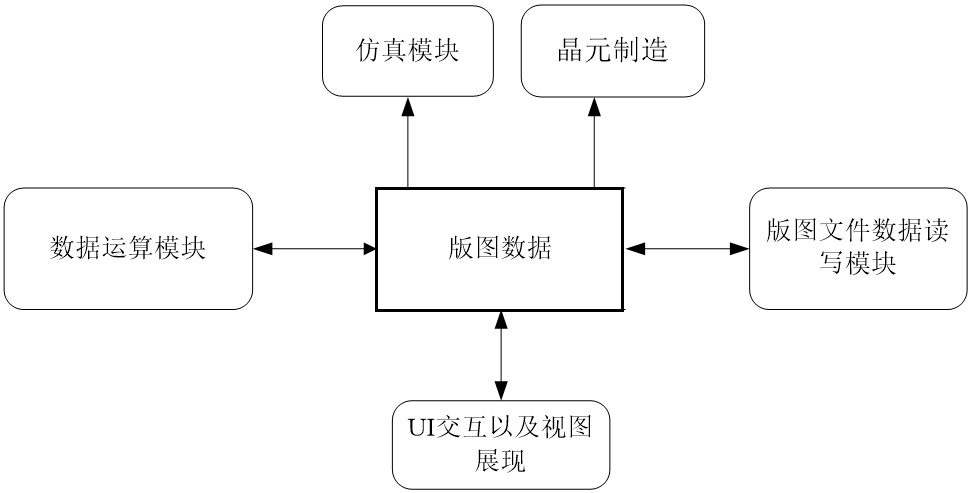 仿真模块
晶元制造
数据运算模块
版图数据
版图文件数据读
写模块
UI交互以及视图
展现